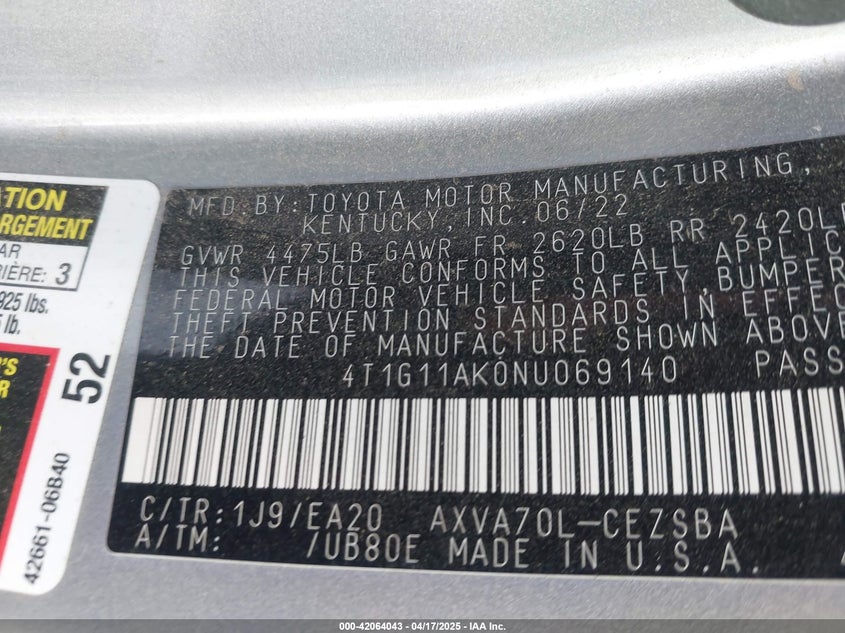 ATION
ARGEMENT
AR
RIÈRE: 3
925 lbs.
lb.
52
42661-06B40
MFD BY: TOYOTA MOTOR MANUFACTURING,
KENTUCKY, INC. 06/22
GVWR 4475LB GAWR FR 2620LB RR 2420LB
THIS VEHICLE CONFORMS TO ALL APPLIC
FEDERAL MOTOR VEHICLE SAFETY, BUMPER
THEFT PREVENTION STANDARDS IN EFFEC
THE DATE OF MANUFACTURE SHOWN ABOVE
4T1G11AK0NU069140 PASS
C/TR: 1J9/EA20 AXVA70L-CEZSBA
A/TM: /UB80E MADE IN U.S.A.
000-42064043 - 04/17/2025 - IAA Inc.